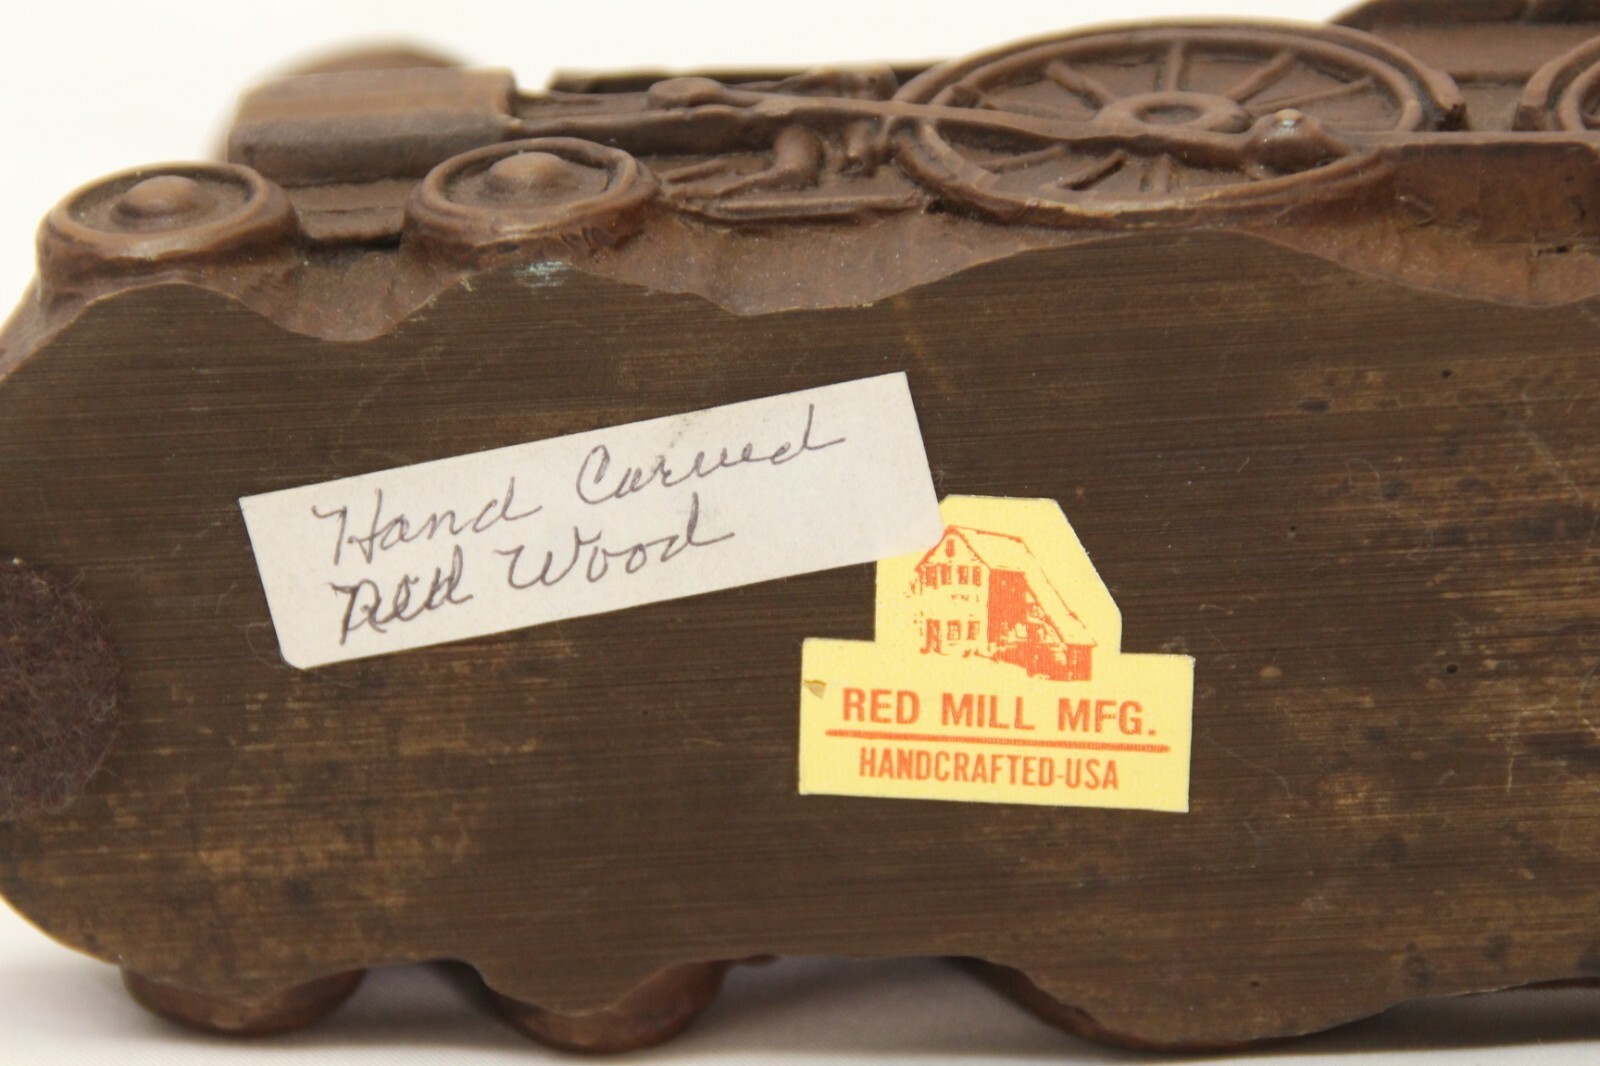 Hand Carved
Red Wood
RED MILL MFG.
HANDCRAFTED-USA